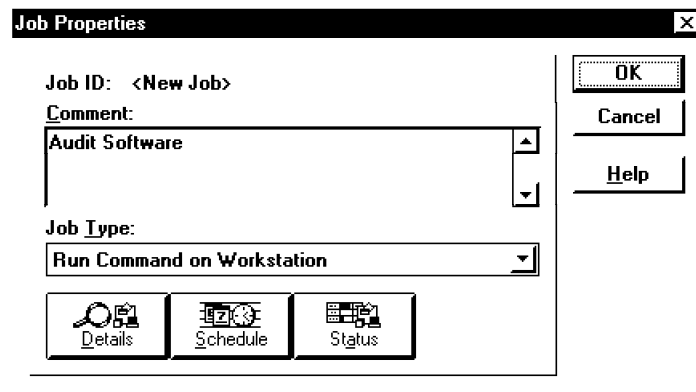 Job Properties
Job ID: <New Job>
Comment:
Audit Software
Job Type:
Run Command on Workstation
Details
Schedule
Status
OK
Cancel
Help